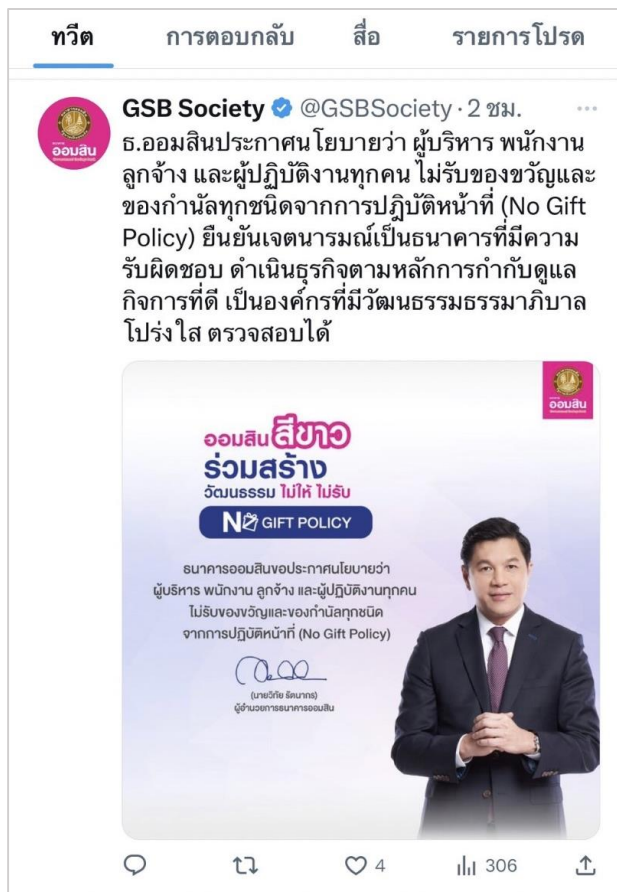 ทวีต การตอบกลับ สื่อ รายการโปรด
GSB Society @GSBSociety · 2 ชม.
ธ.ออมสินประกาศนโยบายว่า ผู้บริหาร พนักงาน
ลูกจ้าง และผู้ปฏิบัติงานทุกคน ไม่รับของขวัญและ
ของกำนัลทุกชนิดจากการปฎิบัติหน้าที่ (No Gift
Policy) ยืนยันเจตนารมณ์เป็นธนาคารที่มีความ
รับผิดชอบ ดำเนินธุรกิจตามหลักการกำกับดูแล
กิจการที่ดี เป็นองค์กรที่มีวัฒนธรรมธรรมาภิบาล
โปร่งใส ตรวจสอบได้
ออมสิน
ออมสิน
ออมสิน สีขาว
ร่วมสร้าง
วัฒนธรรม ไม่ให้ ไม่รับ
NO GIFT POLICY
ธนาคารออมสินขอประกาศนโยบายว่า
ผู้บริหาร พนักงาน ลูกจ้าง และผู้ปฏิบัติงานทุกคน
ไม่รับของขวัญและของกำนัลทุกชนิด
จากการปฏิบัติหน้าที่ (No Gift Policy)
(นายวิทัย รัตนากร)
ผู้อำนวยการธนาคารออมสิน
4 306